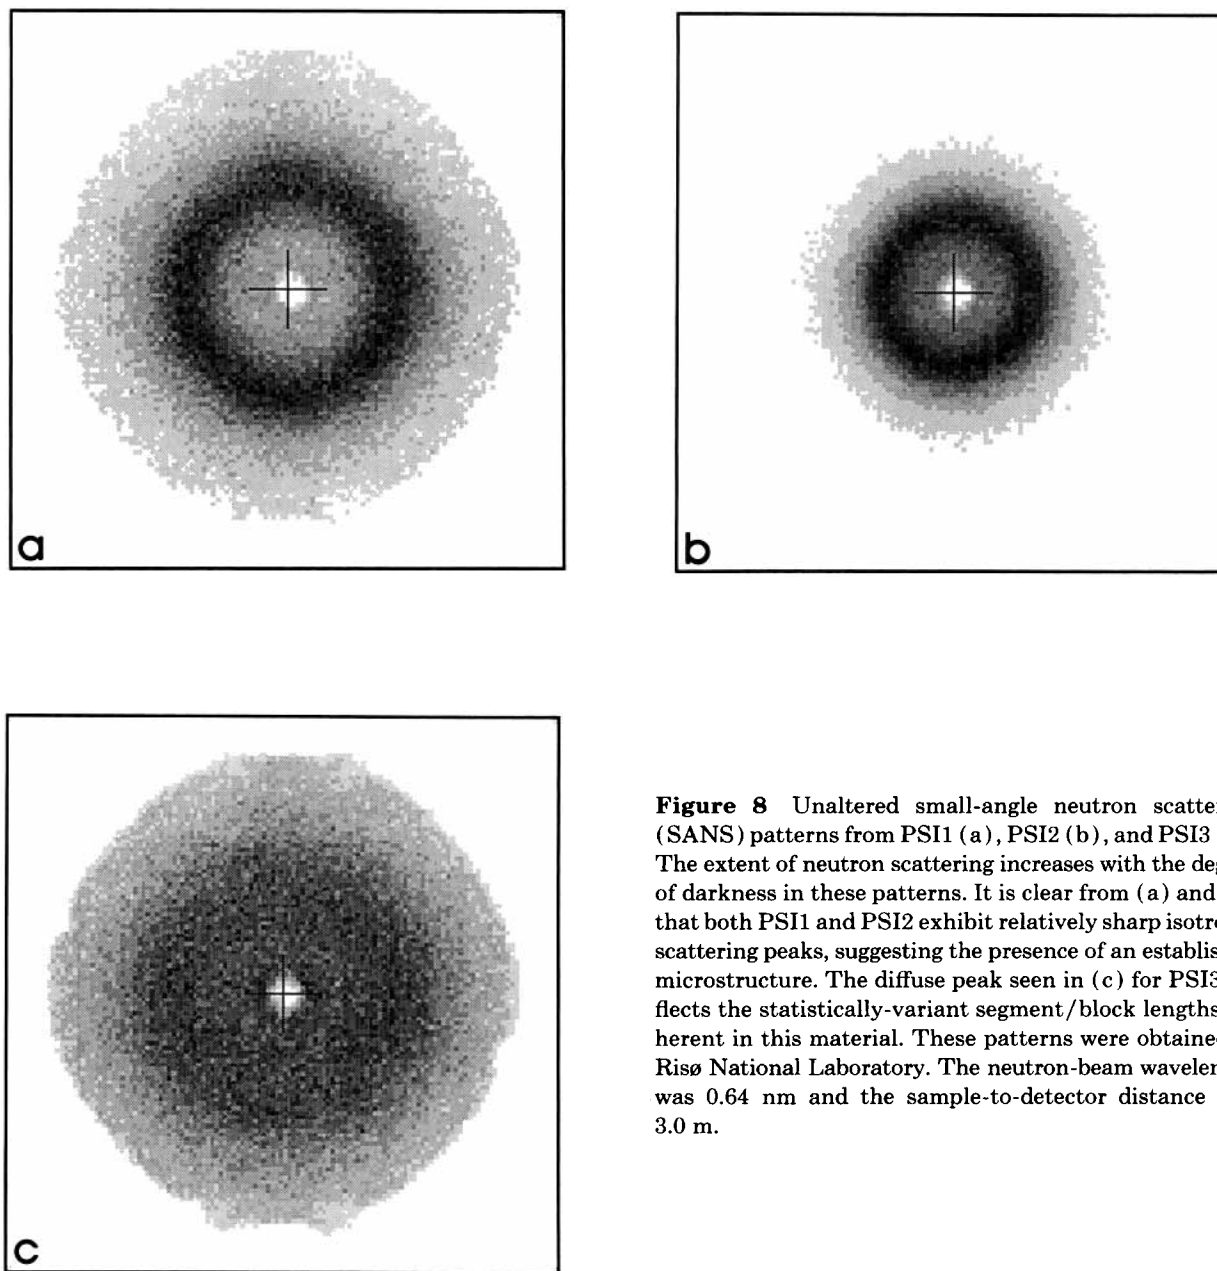 a
b
c
Figure 8 Unaltered small-angle neutron scatter
(SANS) patterns from PSI1 (a), PSI2 (b), and PSI3
The extent of neutron scattering increases with the deg
of darkness in these patterns. It is clear from (a) and
that both PSI1 and PSI2 exhibit relatively sharp isotro
scattering peaks, suggesting the presence of an establis
microstructure. The diffuse peak seen in (c) for PSI3
flects the statistically-variant segment/block lengths
herent in this material. These patterns were obtained
Risø National Laboratory. The neutron-beam wavelen
was 0.64 nm and the sample-to-detector distance
3.0 m.